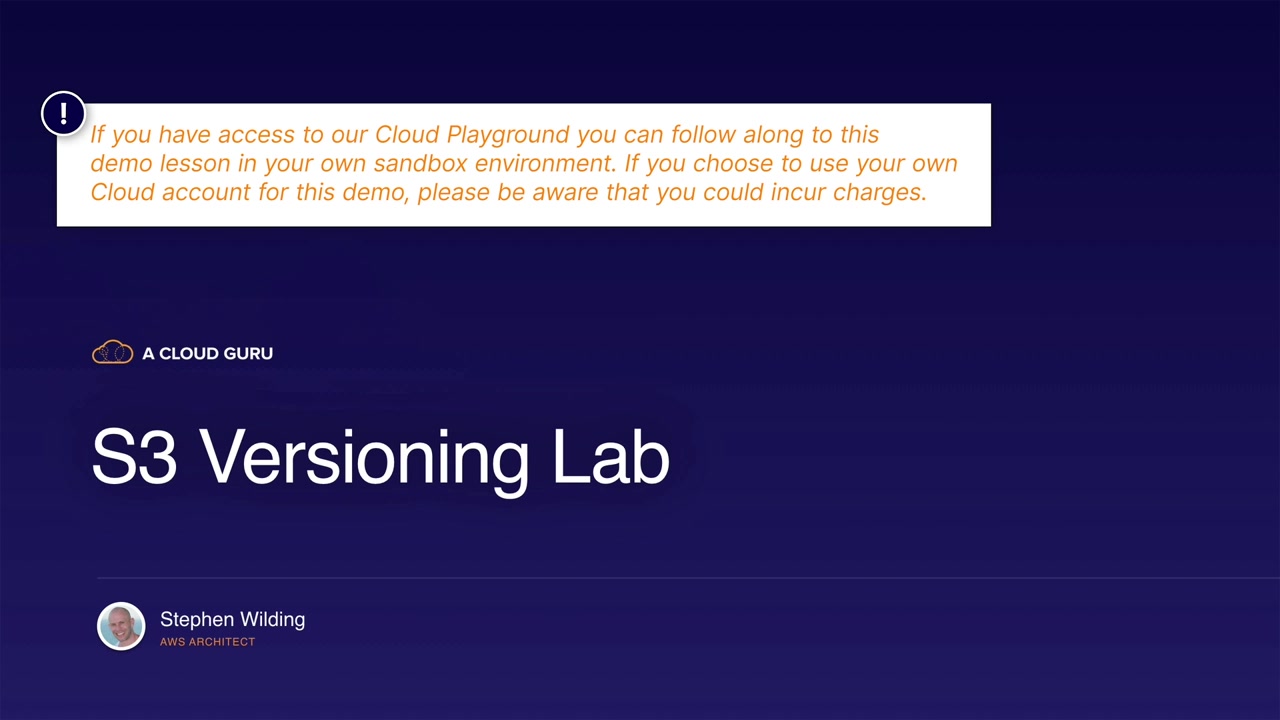 !
If you have access to our Cloud Playground you can follow along to this
demo lesson in your own sandbox environment. If you choose to use your own
Cloud account for this demo, please be aware that you could incur charges.
A CLOUD GURU
S3 Versioning Lab
Stephen Wilding
AWS ARCHITECT